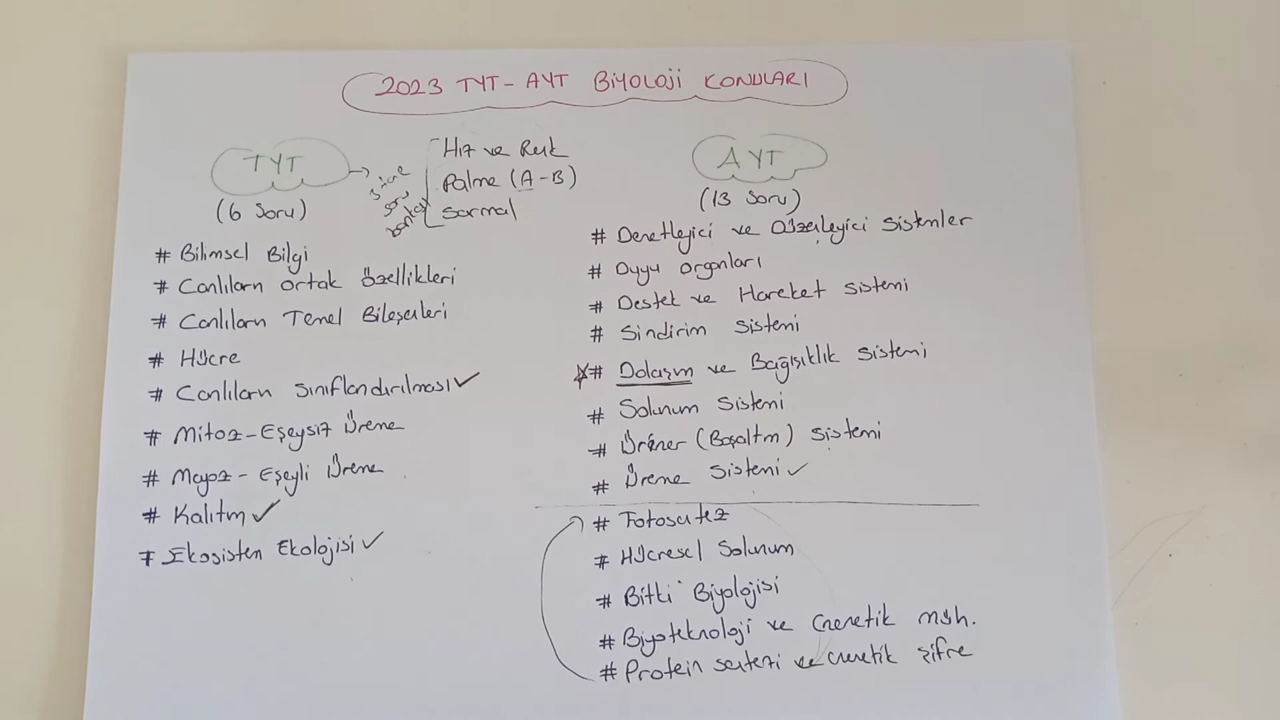 2023 TYT-AYT BİYOLOJİ KONULARI
TYT
(6 Soru)
Hız ve Renk
Palme (A-B)
Sarmal
# Bilimsel Bilgi
# Canlıların ortak özellikleri
# Canlıların Temel Bileşenleri
# Hücre
# Canlıların sınıflandırılması ✓
# Mitoz-Eşeysiz Üreme
# Mayoz-Eşeyli Üreme
# Kalıtım ✓
# Ekosistem Ekolojisi ✓
AYT
(13 Soru)
# Denetleyici ve Düzenleyici Sistemler
# Duyu organları
# Destek ve Hareket sistemi
# Sindirim sistemi
# Dolaşım ve Bağışıklık sistemi
# Solunum Sistemi
# Üriner (Boşaltım) sistemi
# Üreme Sistemi ✓
# Fotosentez
# Hücresel Solunum
# Bitki Biyolojisi
# Biyoteknoloji ve Genetik müh.
# Protein sentezi ve Genetik şifre